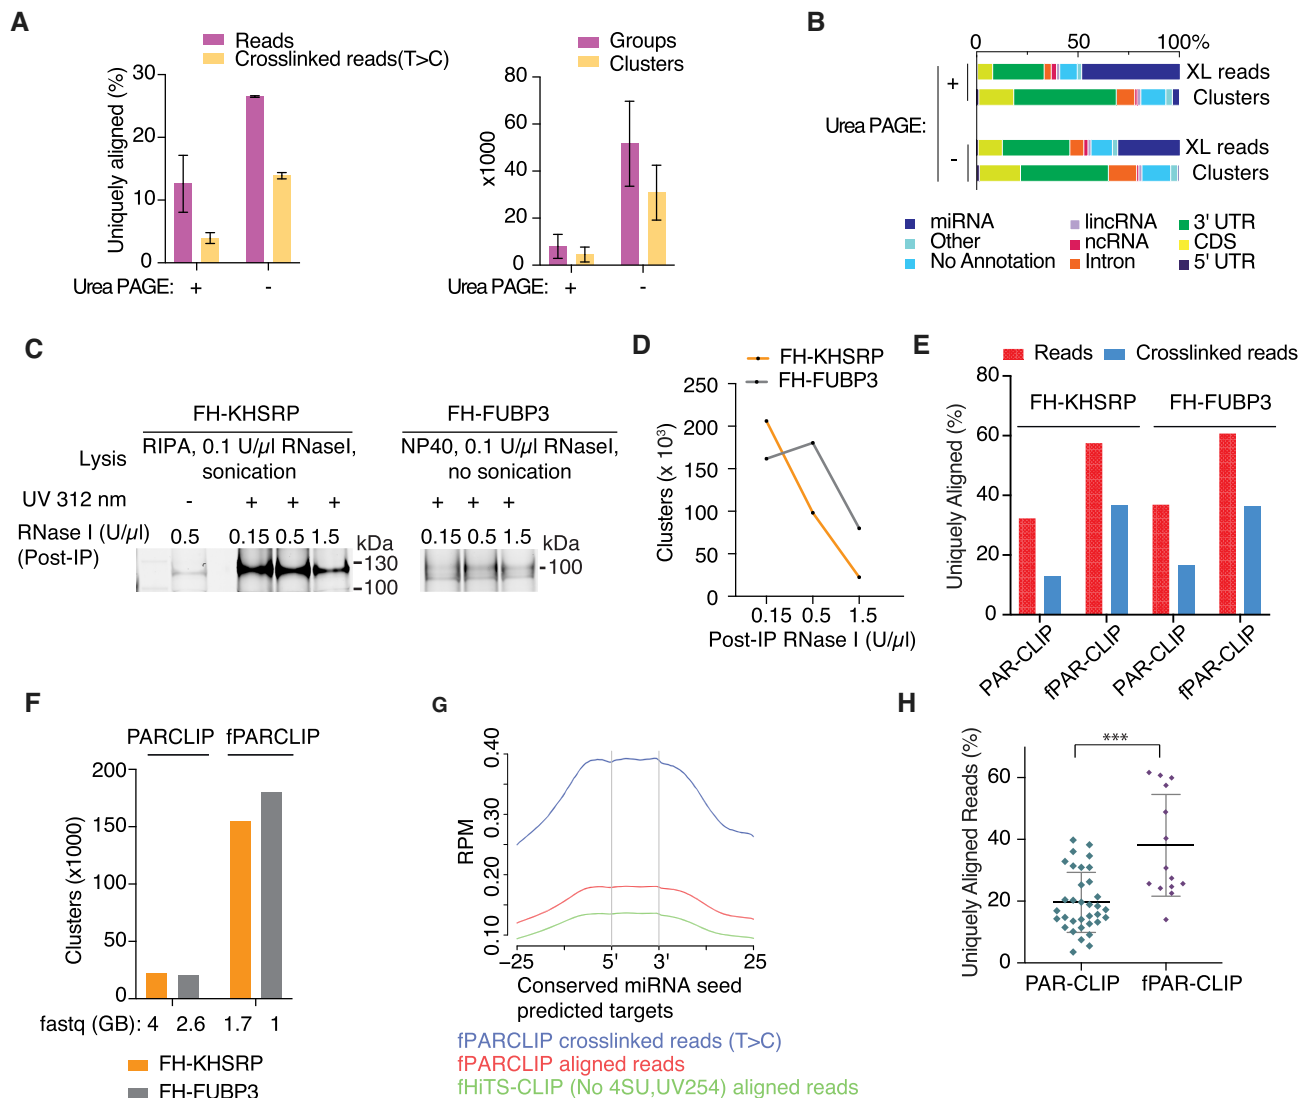 A
Reads
Crosslinked reads(T>C)
Uniquely aligned (%)
30
20
10
0
Urea PAGE: + -
Groups
Clusters
x1000
80
60
40
20
0
Urea PAGE: + -
B
0 50 100%
Urea PAGE:
+
XL reads
Clusters
-
XL reads
Clusters
miRNA lincRNA 3' UTR
Other ncRNA CDS
No Annotation Intron 5' UTR
C
FH-KHSRP FH-FUBP3
Lysis
RIPA, 0.1 U/µl RNaseI, sonication
NP40, 0.1 U/µl RNaseI, no sonication
UV 312 nm - + + + + + +
RNase I (U/µl) 0.5 0.15 0.5 1.5 0.15 0.5 1.5
(Post-IP)
kDa
130
100
kDa
100
D
FH-KHSRP
FH-FUBP3
Clusters (x 10³)
250
200
150
100
50
0
0.15 0.5 1.5
Post-IP RNase I (U/µl)
E
Reads Crosslinked reads
Uniquely Aligned (%)
80
60
40
20
0
FH-KHSRP FH-FUBP3
PAR-CLIP fPAR-CLIP PAR-CLIP fPAR-CLIP
F
PARCLIP fPARCLIP
Clusters (x1000)
200
150
100
50
0
fastq (GB): 4 2.6 1.7 1
FH-KHSRP
FH-FUBP3
G
RPM
0.40
0.30
0.20
0.10
−25 5' 3' 25
Conserved miRNA seed
predicted targets
fPARCLIP crosslinked reads (T>C)
fPARCLIP aligned reads
fHiTS-CLIP (No 4SU,UV254) aligned reads
H
***
Uniquely Aligned Reads (%)
60
40
20
0
PAR-CLIP fPAR-CLIP